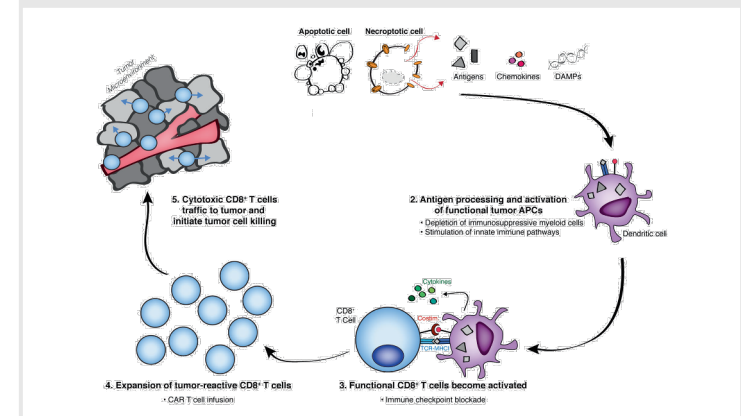 Apoptotic cell
Necroptotic cell
Antigens
Chemokines
DAMPs
Tumor
Microenvironment
5. Cytotoxic CD8⁺ T cells
traffic to tumor and
initiate tumor cell killing
2. Antigen processing and activation
of functional tumor APCs
• Depletion of immunosuppressive myeloid cells
• Stimulation of innate immune pathways
Dendritic cell
Cytokines
CD8⁺
T Cell
Costim
TCR-MHCI
4. Expansion of tumor-reactive CD8⁺ T cells
• CAR T cell infusion
3. Functional CD8⁺ T cells become activated
• Immune checkpoint blockade